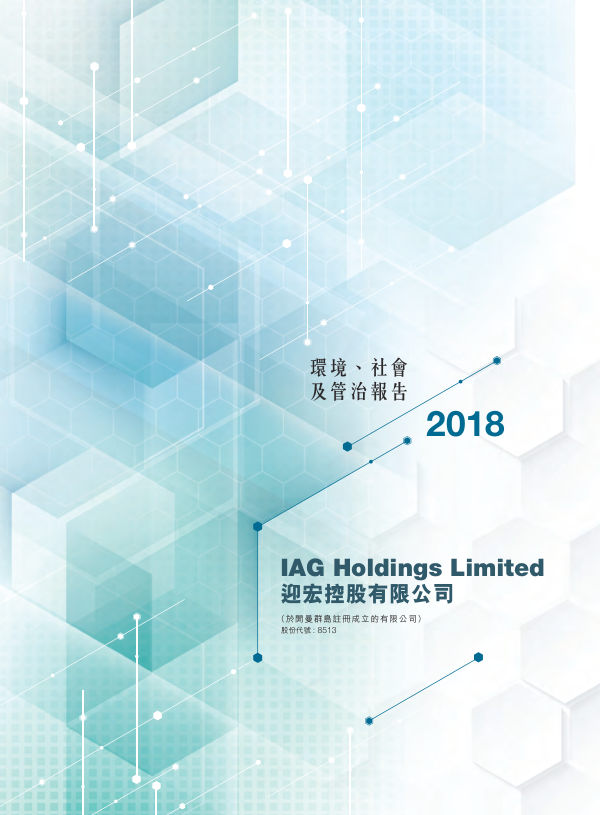 環境、社會
及管治報告
2018
IAG Holdings Limited
迎宏控股有限公司
（於開曼群島註冊成立的有限公司）
股份代號：8513